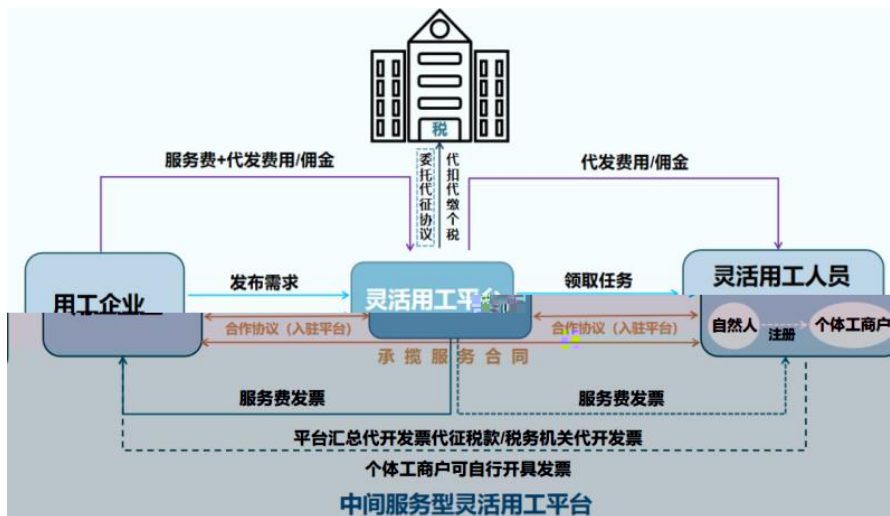 税
服务费+代发费用/佣金
委托代征协议
代扣代缴个税
代发费用/佣金
用工企业
发布需求
灵活用工平台
领取任务
灵活用工人员
合作协议（入驻平台）
合作协议（入驻平台）
自然人
注册
个体工商户
承揽服务合同
服务费发票
服务费发票
平台汇总代开发票代征税款/税务机关代开发票
个体工商户可自行开具发票
中间服务型灵活用工平台